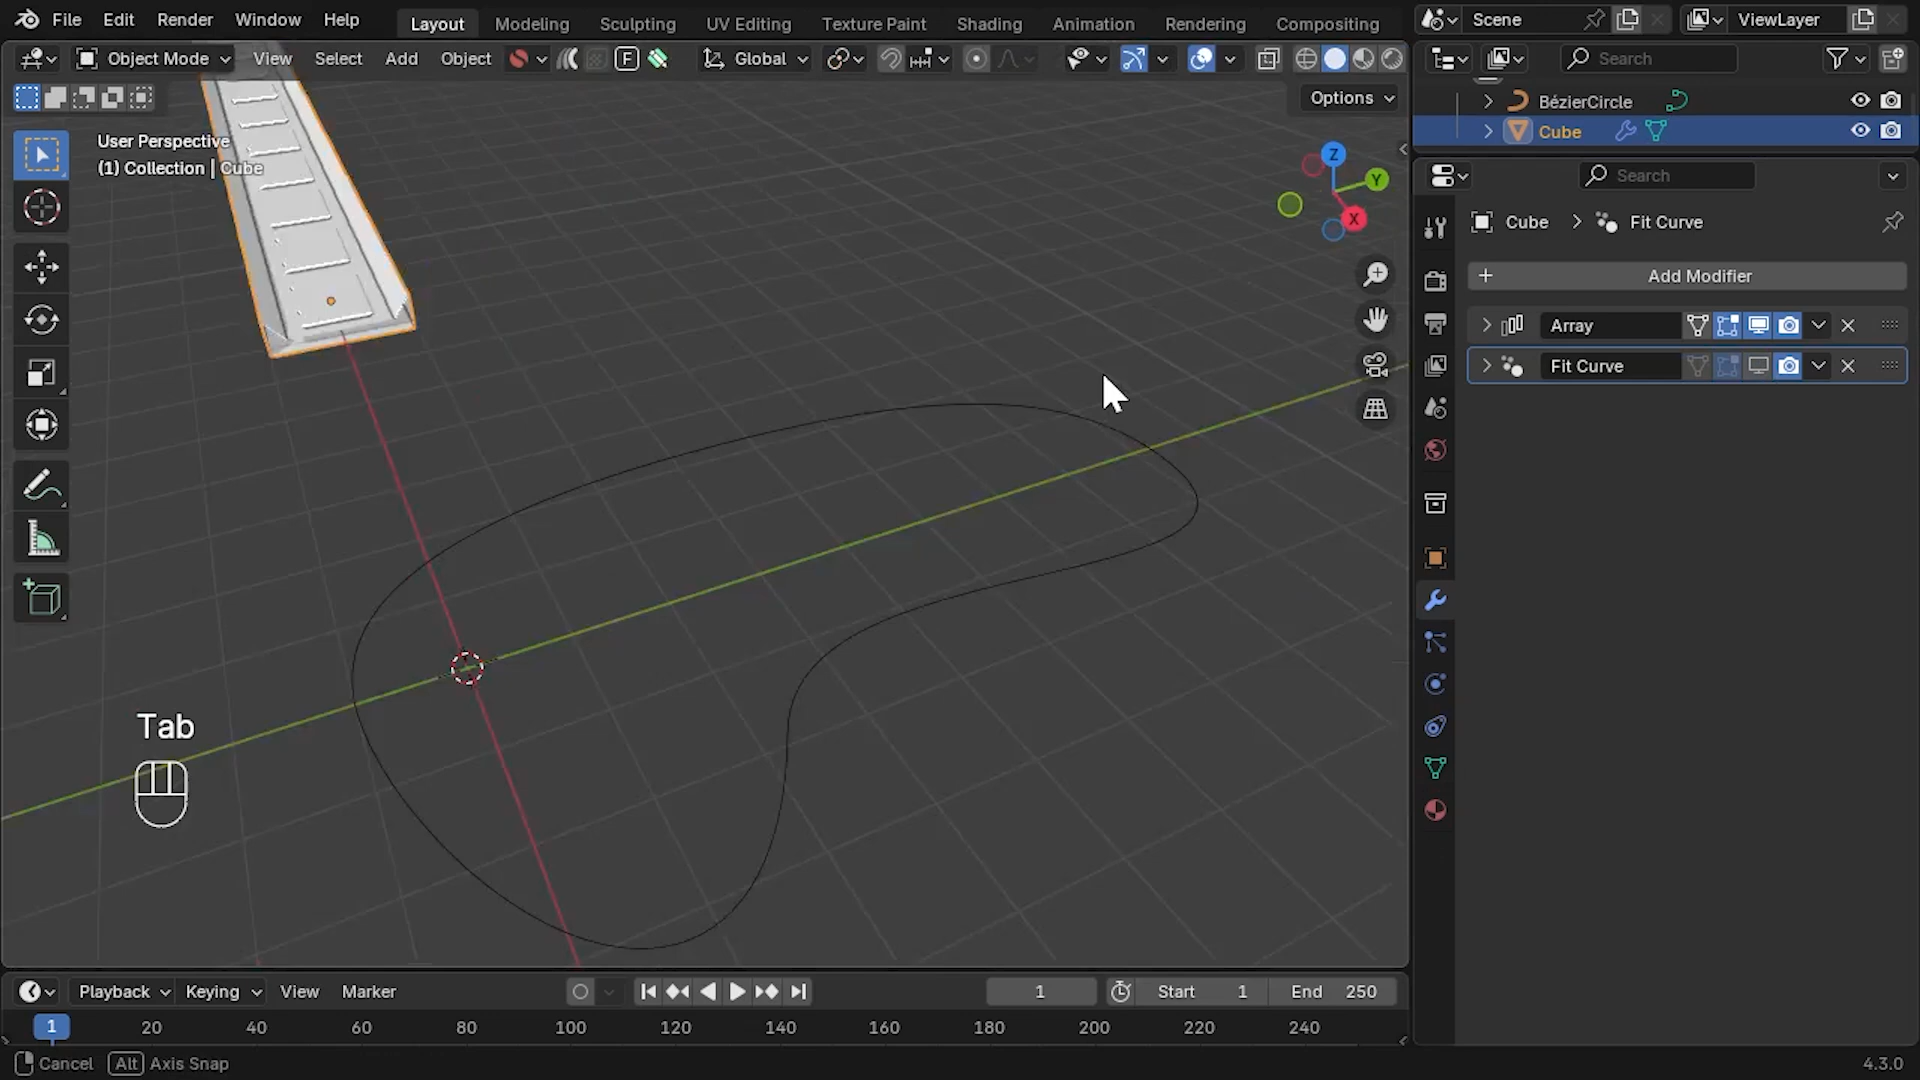 File Edit Render Window Help Layout Modeling Sculpting UV Editing Texture Paint Shading Animation Rendering Compositing Scene ViewLayer
Object Mode View Select Add Object F Global Search
Options
BézierCircle
Cube
User Perspective
(1) Collection | Cube
Z
Y
X
Search
Cube > Fit Curve
+ Add Modifier
Array
Fit Curve
Tab
Playback Keying View Marker 1 Start 1 End 250
1 20 40 60 80 100 120 140 160 180 200 220 240
Cancel Alt Axis Snap 4.3.0